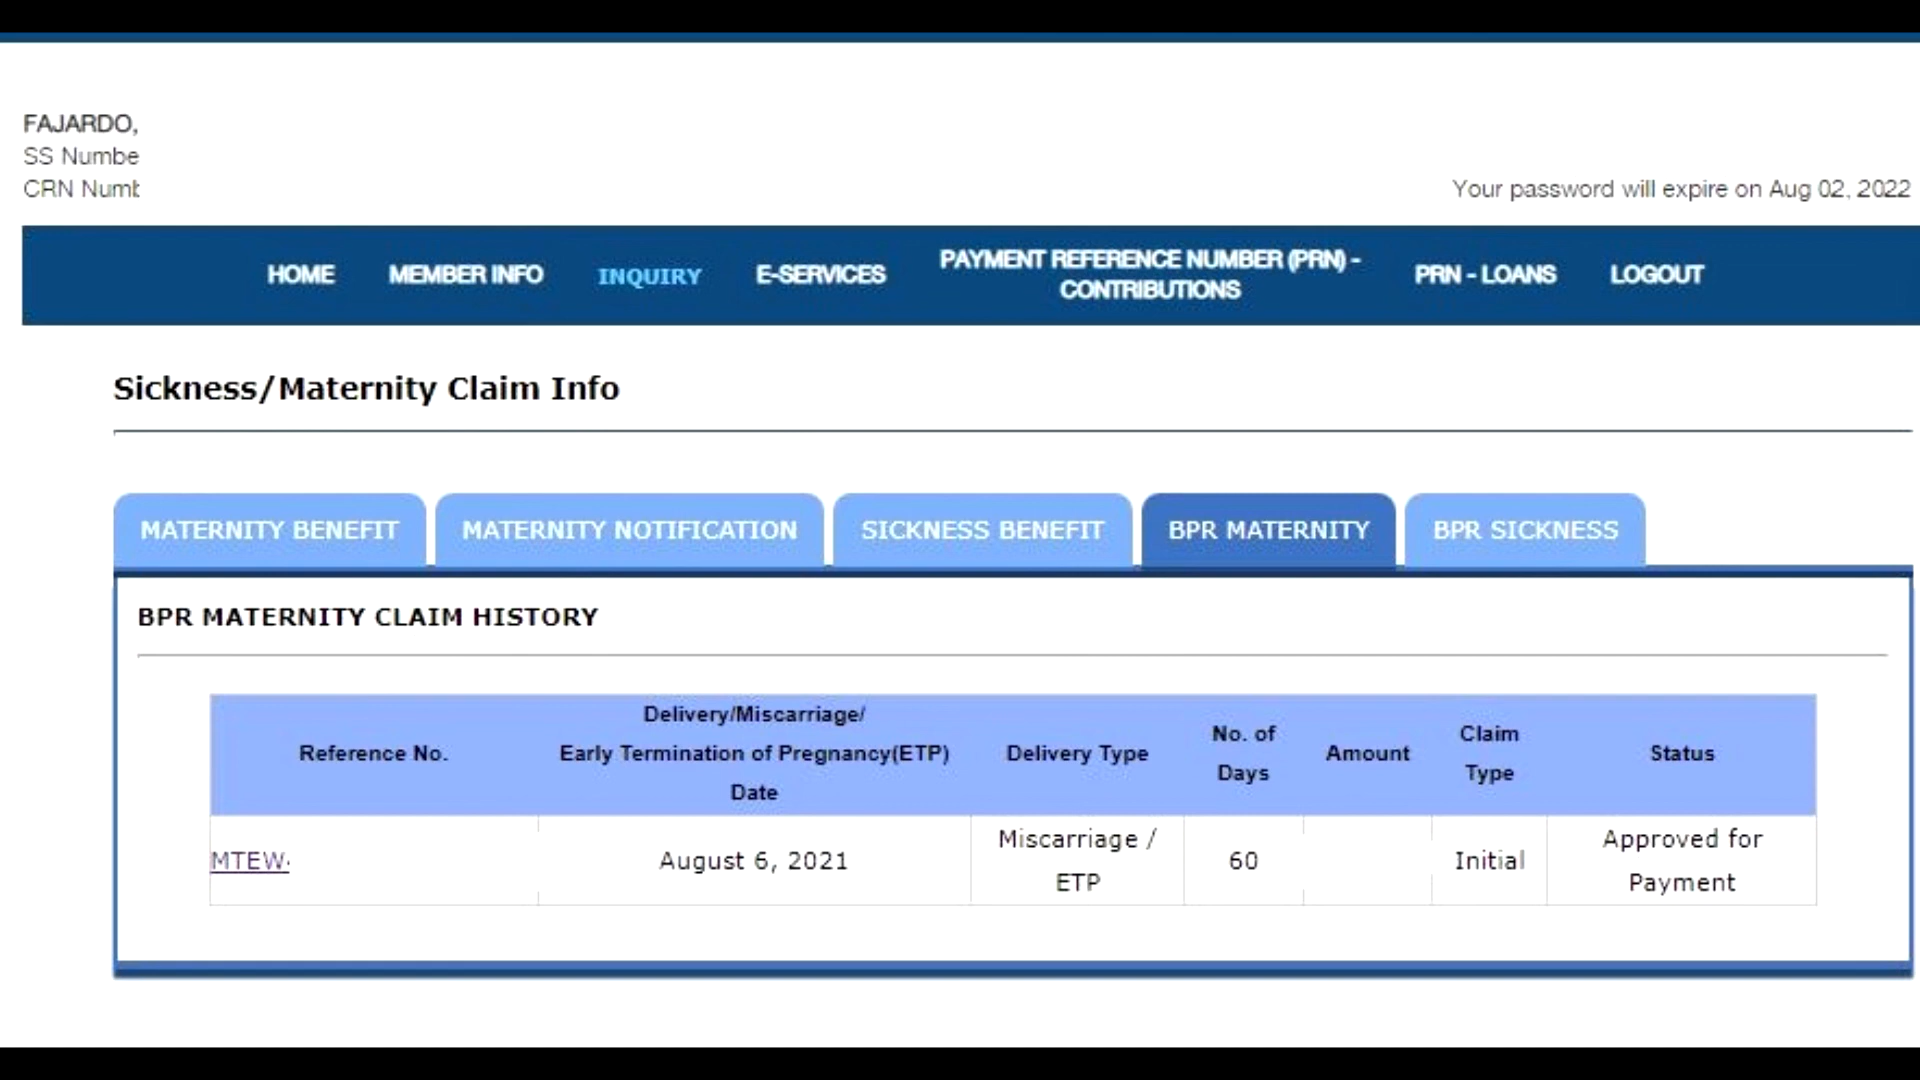 FAJARDO,
SS Numbe
CRN Numb
Your password will expire on Aug 02, 2022
HOME MEMBER INFO INQUIRY E-SERVICES PAYMENT REFERENCE NUMBER (PRN) -
CONTRIBUTIONS PRN - LOANS LOGOUT
Sickness/Maternity Claim Info
MATERNITY BENEFIT MATERNITY NOTIFICATION SICKNESS BENEFIT BPR MATERNITY BPR SICKNESS
BPR MATERNITY CLAIM HISTORY
Reference No.
Delivery/Miscarriage/
Early Termination of Pregnancy(ETP)
Date
Delivery Type
No. of
Days
Amount
Claim
Type
Status
MTEW
August 6, 2021
Miscarriage /
ETP
60
Initial
Approved for
Payment